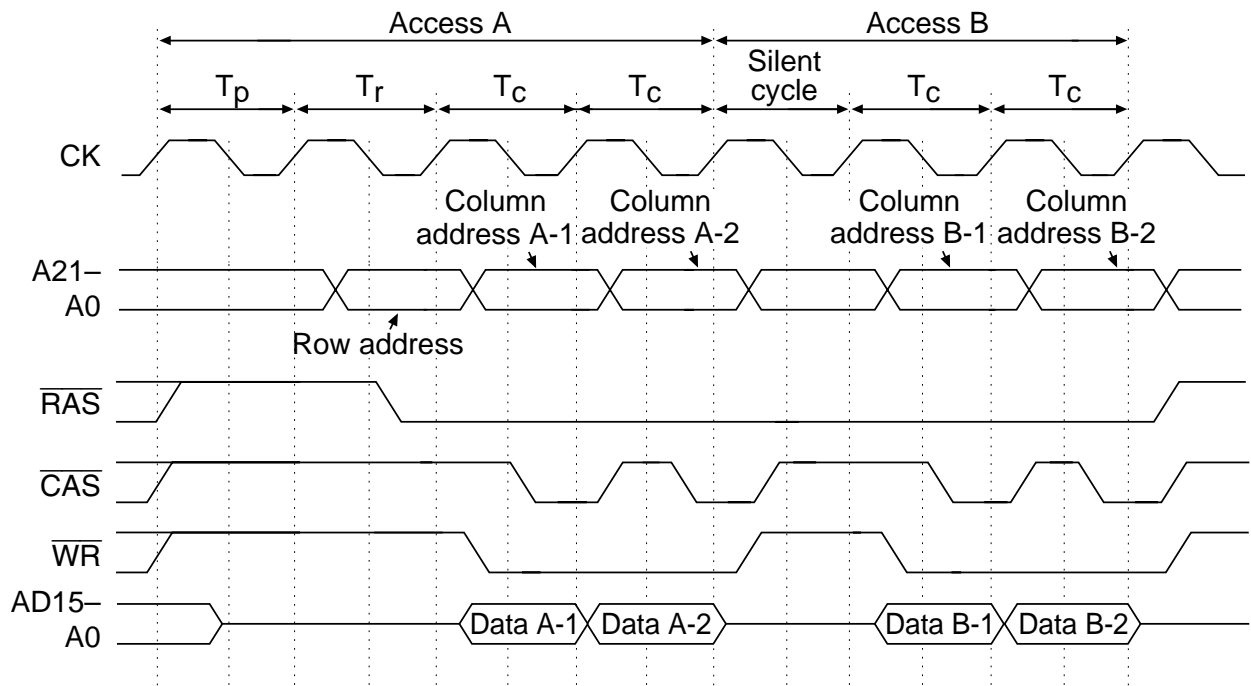 Access A
Access B
Tp
Tr
Tc
Tc
Silent
cycle
Tc
Tc
CK
Column
address A-1
Column
address A-2
Column
address B-1
Column
address B-2
A21–
A0
Row address
RAS
CAS
WR
AD15–
A0
Data A-1
Data A-2
Data B-1
Data B-2